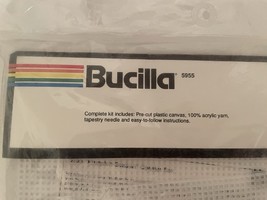 Bucilla® 5955
Complete kit includes: Pre-cut plastic canvas, 100% acrylic yarn,
tapestry needle and easy-to-follow instructions.